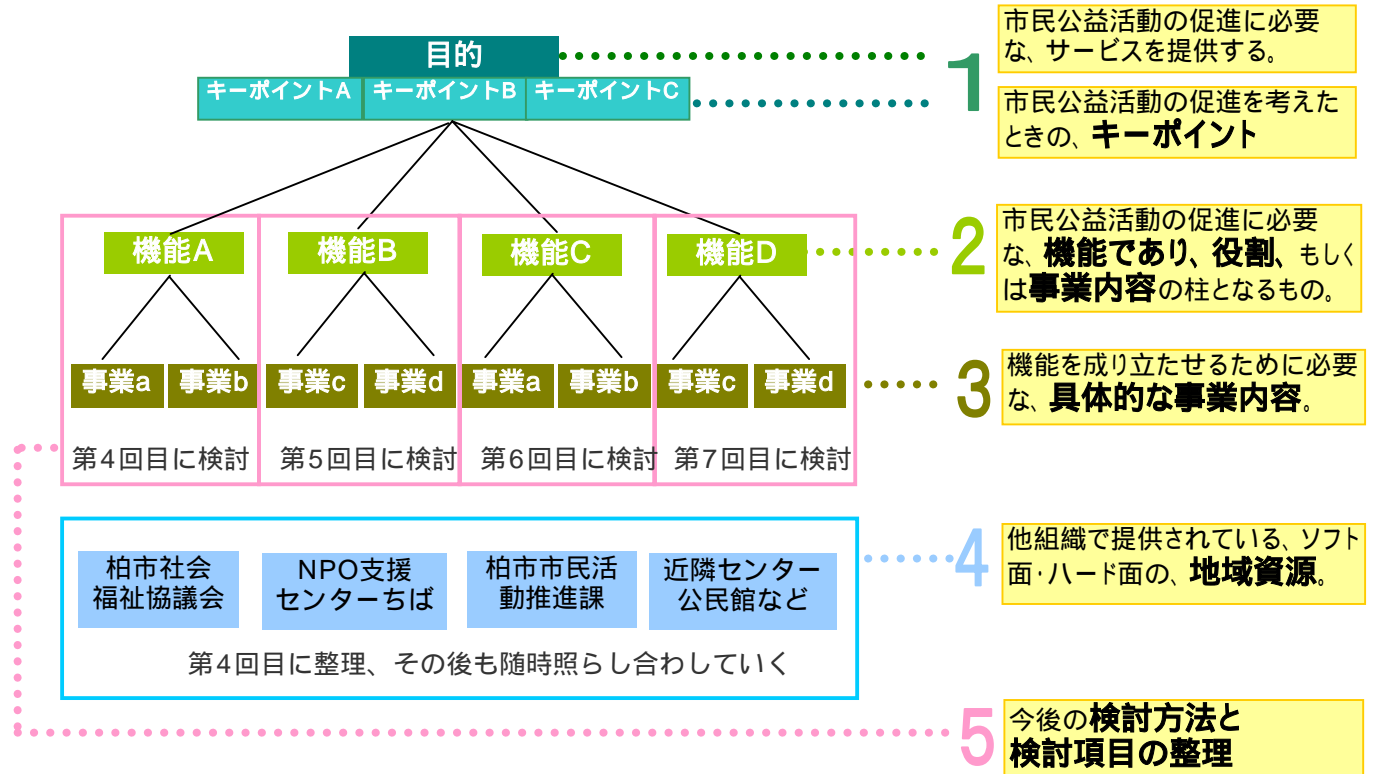 目的
キーポイントA
キーポイントB
キーポイントC
1
市民公益活動の促進に必要
な、サービスを提供する。
市民公益活動の促進を考えた
ときの、キーポイント
機能A
機能B
機能C
機能D
2
市民公益活動の促進に必要
な、機能であり、役割、もしく
は事業内容の柱となるもの。
事業a
事業b
事業c
事業d
事業a
事業b
事業c
事業d
3
機能を成り立たせるために必要
な、具体的な事業内容。
第4回目に検討
第5回目に検討
第6回目に検討
第7回目に検討
柏市社会
福祉協議会
NPO支援
センターちば
柏市市民活
動推進課
近隣センター
公民館など
4
他組織で提供されている、ソフト
面・ハード面の、地域資源。
第4回目に整理、その後も随時照らし合わしていく
5
今後の検討方法と
検討項目の整理